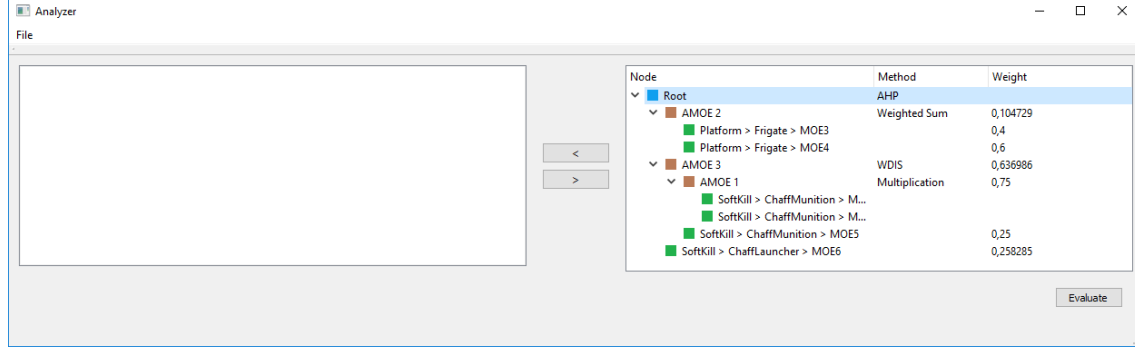 Analyzer
File
Node Method Weight
Root AHP
AMOE 2 Weighted Sum 0,104729
Platform > Frigate > MOE3 0,4
Platform > Frigate > MOE4 0,6
AMOE 3 WDIS 0,636986
AMOE 1 Multiplication 0,75
SoftKill > ChaffMunition > M...
SoftKill > ChaffMunition > M...
SoftKill > ChaffMunition > MOE5 0,25
SoftKill > ChaffLauncher > MOE6 0,258285
<
>
Evaluate